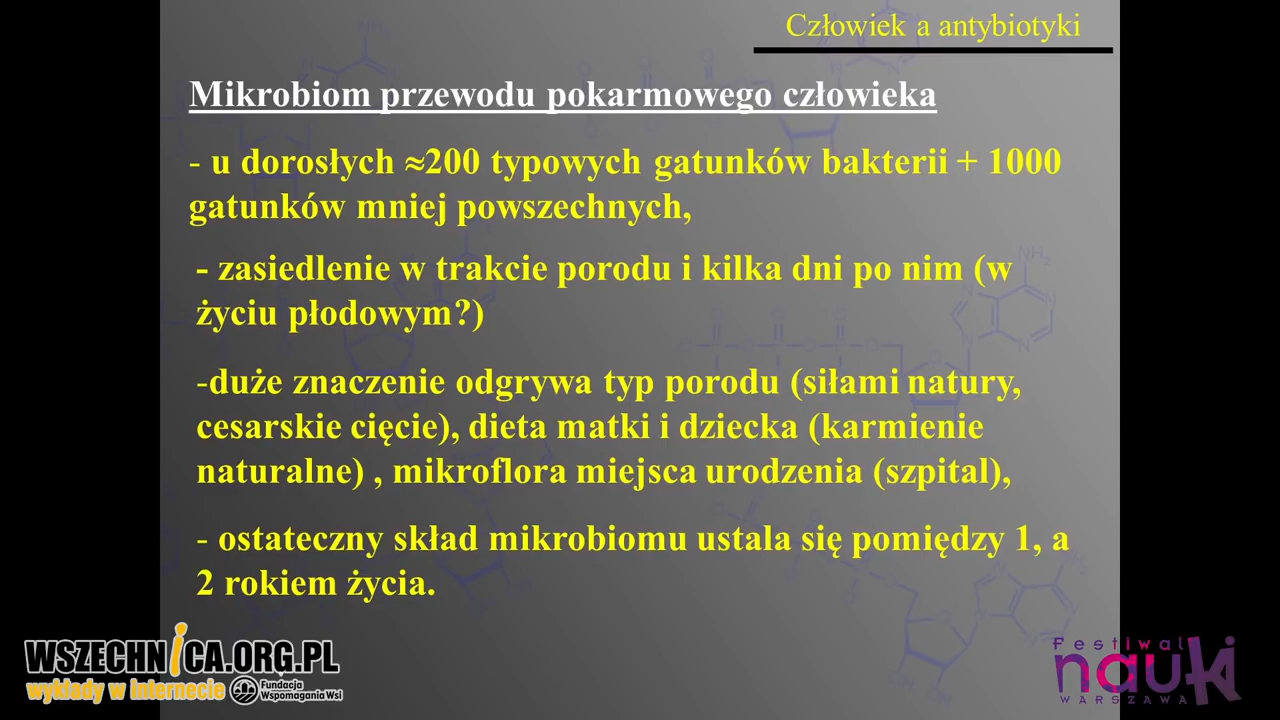 Człowiek a antybiotyki
Mikrobiom przewodu pokarmowego człowieka
- u dorosłych ≈200 typowych gatunków bakterii + 1000
gatunków mniej powszechnych,
- zasiedlenie w trakcie porodu i kilka dni po nim (w
życiu płodowym?)
-duże znaczenie odgrywa typ porodu (siłami natury,
cesarskie cięcie), dieta matki i dziecka (karmienie
naturalne) , mikroflora miejsca urodzenia (szpital),
- ostateczny skład mikrobiomu ustala się pomiędzy 1, a
2 rokiem życia.
WSZECHNiCA.ORG.PL
wykłady w internecie
Fundacja
Wspomagania Wsi
Festiwal
nauki
WARSZAWA